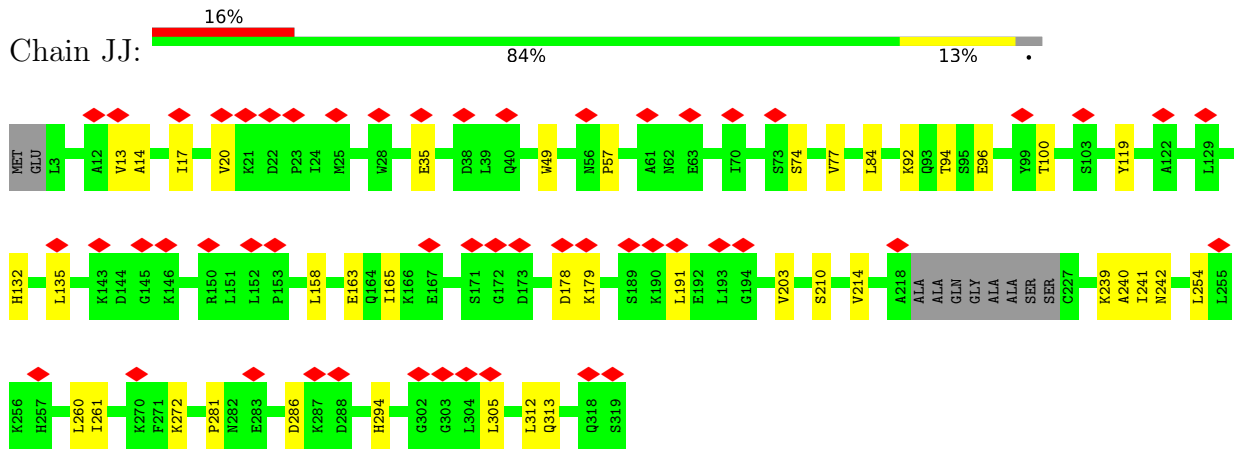 16%
Chain JJ:
84% 13% •
MET GLU L3 A12 V13 A14 I17 V20 K21 D22 P23 I24 M25 W28 E35 D38 L39 Q40 W49 N56 P57 A61 N62 E63 I70 S73 S74 V77 L84 K92 Q93 T94 S95 E96 Y99 T100 S103 Y119 A122 L129
H132 L135 K143 D144 G145 K146 R150 L151 L152 P153 L158 E163 Q164 I165 K166 E167 S171 G172 D173 D178 K179 S189 K190 L191 E192 L193 G194 V203 S210 V214 A218 ALA ALA GLN GLY ALA ALA SER SER C227 K239 A240 I241 N242 L254 L255
K256 H257 L260 I261 K270 F271 K272 P281 N282 E283 D286 K287 D288 H294 G302 G303 L304 L305 L312 Q313 Q318 S319